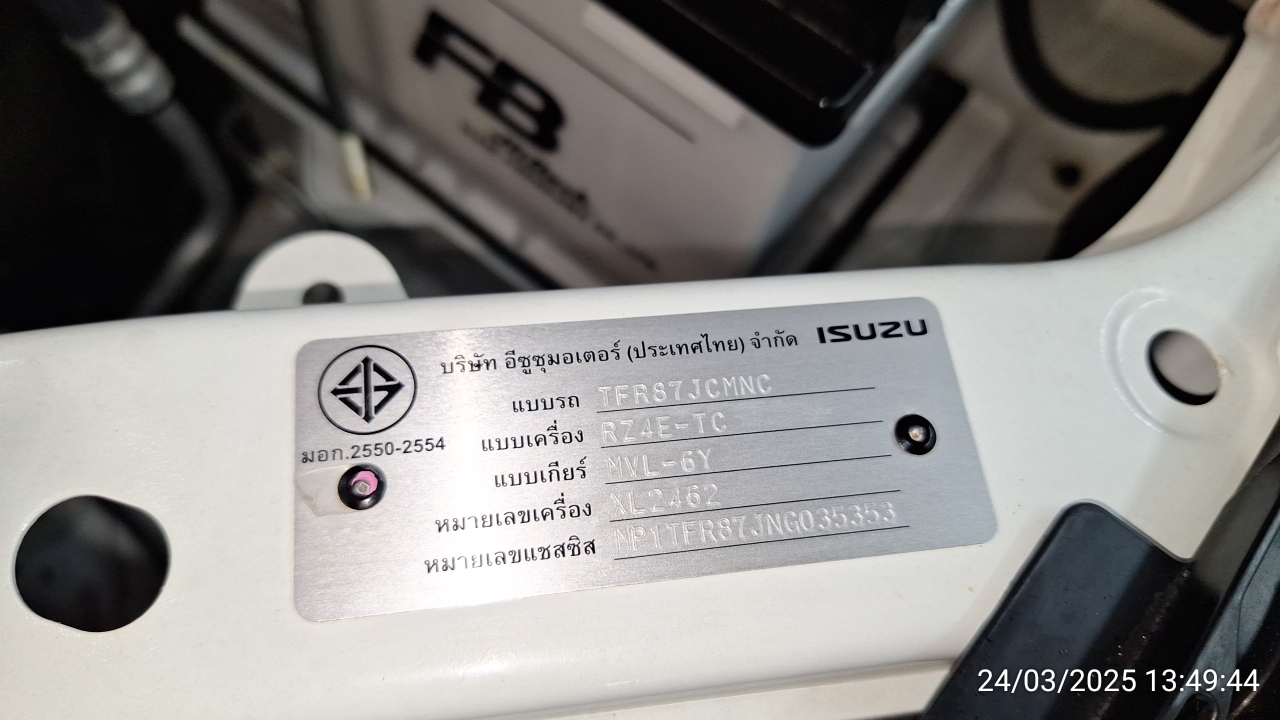 FB
บริษัท อีซูซุมอเตอร์ (ประเทศไทย) จำกัด ISUZU
มอก.2550-2554
แบบรถ TFR87JCMNC
แบบเครื่อง RZ4E-TC
แบบเกียร์ MVL-6Y
หมายเลขเครื่อง XL2462
หมายเลขแชสซิส MP1TFR87JNG035353
24/03/2025 13:49:44